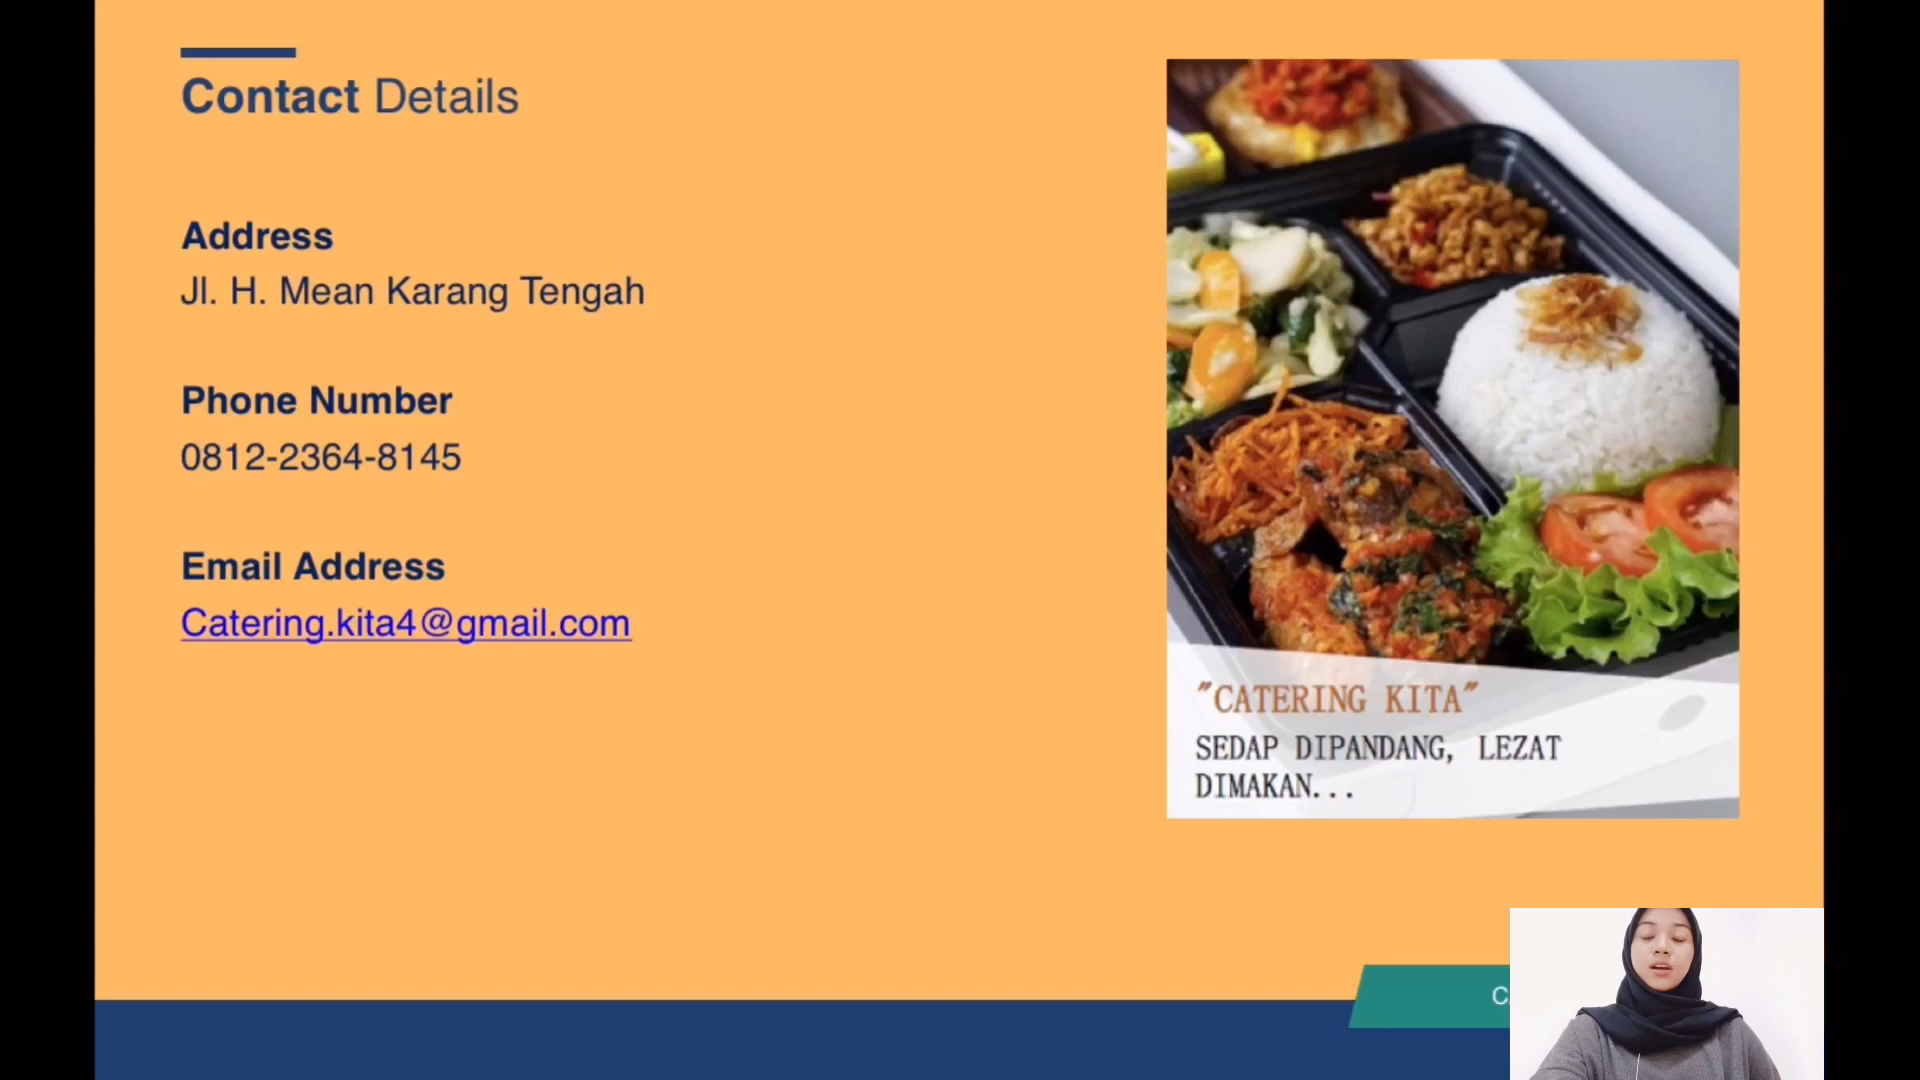 Contact Details
Address
Jl. H. Mean Karang Tengah
Phone Number
0812-2364-8145
Email Address
Catering.kita4@gmail.com
"CATERING KITA"
SEDAP DIPANDANG, LEZAT
DIMAKAN...